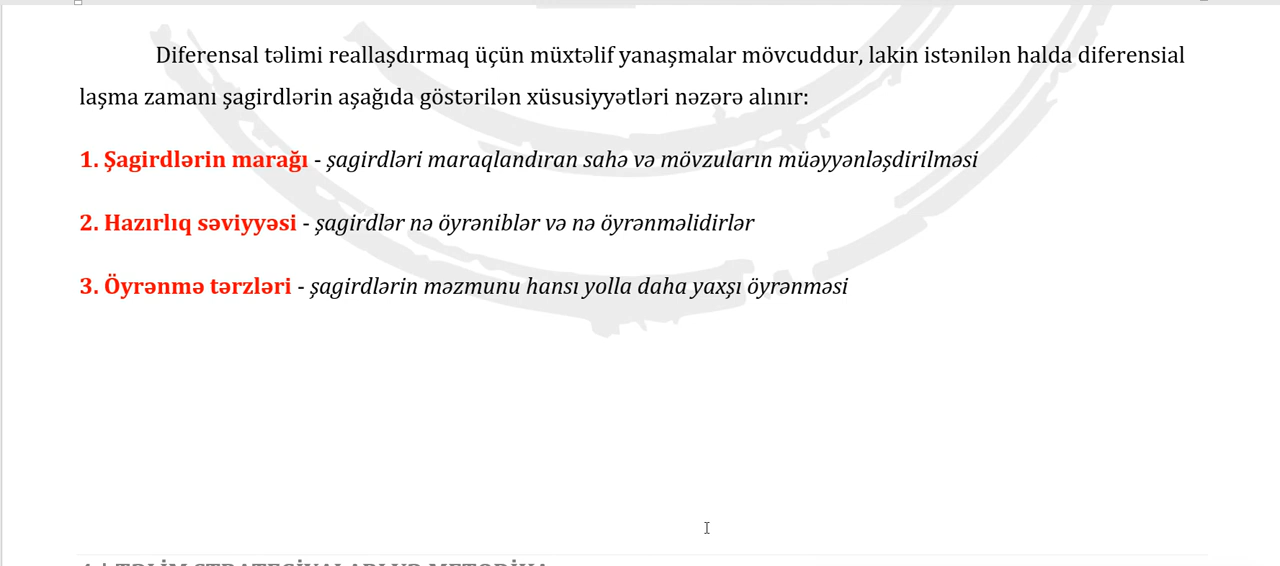 Diferensal təlimi reallaşdırmaq üçün müxtəlif yanaşmalar mövcuddur, lakin istənilən halda diferensial
laşma zamanı şagirdlərin aşağıda göstərilən xüsusiyyətləri nəzərə alınır:
1. Şagirdlərin marağı - şagirdləri maraqlandıran sahə və mövzuların müəyyənləşdirilməsi
2. Hazırlıq səviyyəsi - şagirdlər nə öyrəniblər və nə öyrənməlidirlər
3. Öyrənmə tərzləri - şagirdlərin məzmunu hansı yolla daha yaxşı öyrənməsi